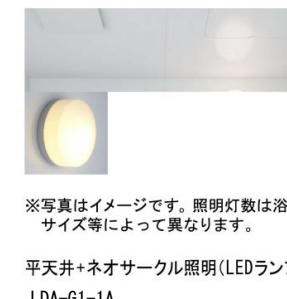 ※写真はイメージです。照明灯数は浴
サイズ等によって異なります。
平天井+ネオサークル照明(LEDラン
LDA-G1-1A